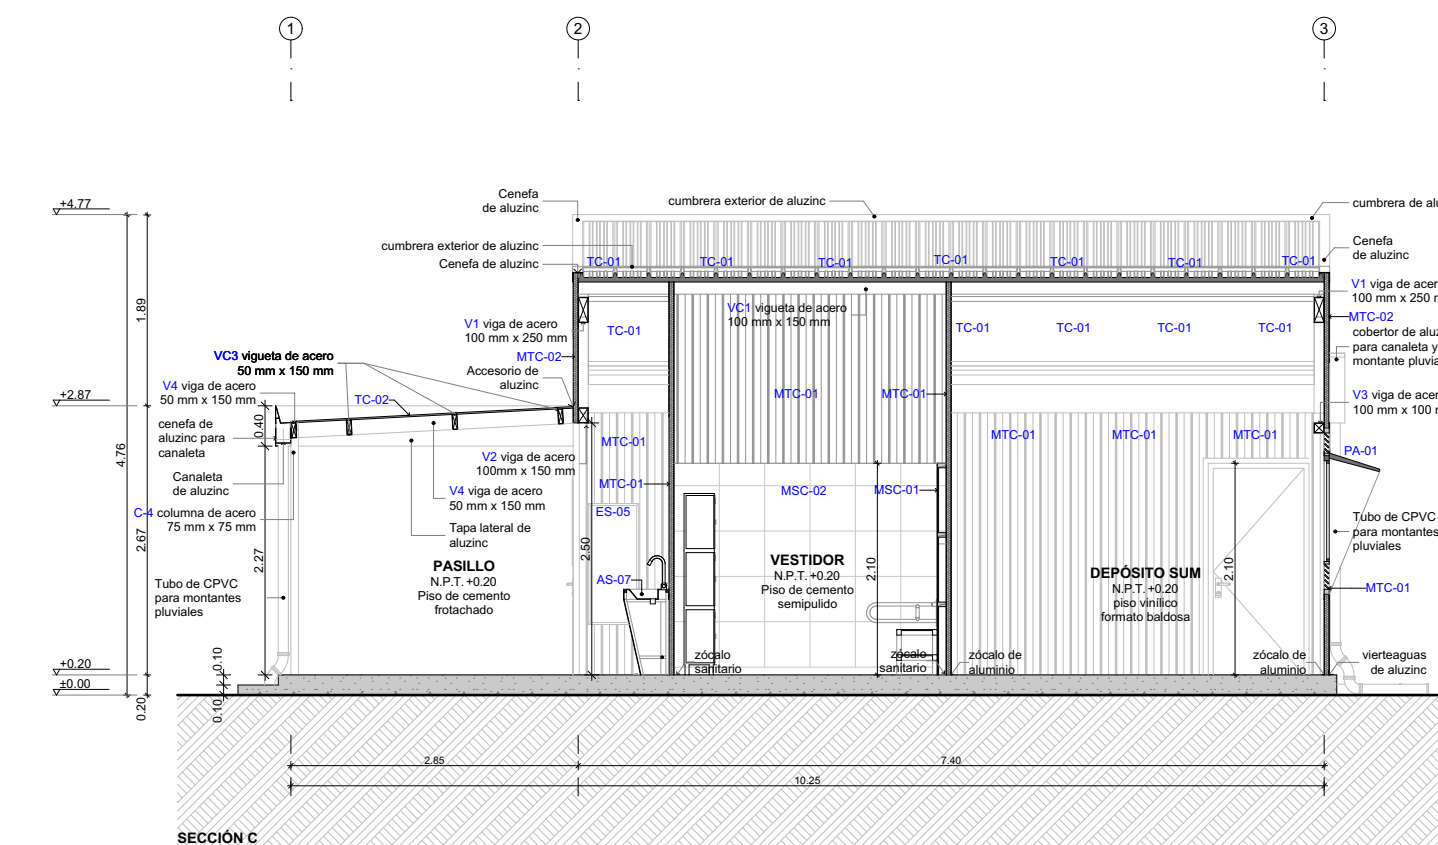 1
2
3
+4.77
Cenefa
de aluzinc
cumbrera exterior de aluzinc
cumbrera de alu
cumbrera exterior de aluzinc
Cenefa
de aluzinc
Cenefa de aluzinc
TC-01
TC-01
TC-01
TC-01
TC-01
TC-01
TC-01
V1 viga de acer
100 mm x 250 m
1.89
VC1 vigueta de acero
100 mm x 150 mm
MTC-02
V1 viga de acero
100 mm x 250 mm
TC-01
TC-01
TC-01
TC-01
TC-01
cobertor de aluz
para canaleta y
montante pluvia
VC3 vigueta de acero
50 mm x 150 mm
MTC-02
Accesorio de
aluzinc
V4 viga de acero
50 mm x 150 mm
TC-02
MTC-01
MTC-01
+2.87
V3 viga de acer
100 mm x 100 m
cenefa de
aluzinc para
canaleta
0.40
4.76
MTC-01
MTC-01
MTC-01
MTC-01
PA-01
V2 viga de acero
100mm x 150 mm
Canaleta
de aluzinc
MTC-01
V4 viga de acero
50 mm x 150 mm
MSC-02
MSC-01
C-4 columna de acero
75 mm x 75 mm
ES-05
Tapa lateral de
aluzinc
Tubo de CPVC
para montantes
pluviales
2.67
2.27
2.50
PASILLO
N.P.T. +0.20
Piso de cemento
frotachado
AS-07
VESTIDOR
N.P.T. +0.20
Piso de cemento
semipulido
2.10
DEPÓSITO SUM
N.P.T. +0.20
piso vinílico
formato baldosa
2.10
Tubo de CPVC
para montantes
pluviales
MTC-01
+0.20
0.10
zócalo
sanitario
zócalo
sanitario
zócalo de
aluminio
zócalo de
aluminio
vierteaguas
de aluzinc
±0.00
0.20
0.10
2.85
7.40
10.25
SECCIÓN C